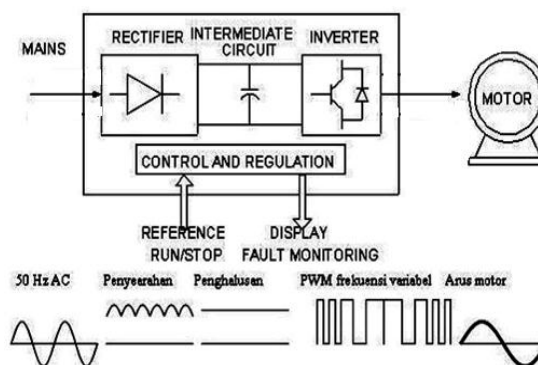 MAINS
RECTIFIER
INTERMEDIATE
CIRCUIT
INVERTER
MOTOR
CONTROL AND REGULATION
REFERENCE
RUN/STOP
DISPLAY
FAULT MONITORING
50 Hz AC
Penyearahan
Penghalusan
PWM frekuensi variabel
Arus motor